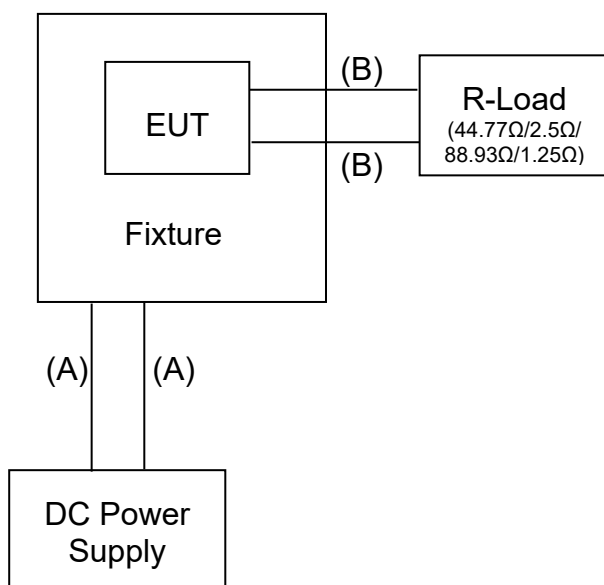 (B)
EUT
R-Load
(44.77Ω/2.5Ω/
88.93Ω/1.25Ω)
(B)
Fixture
(A)
(A)
DC Power
Supply